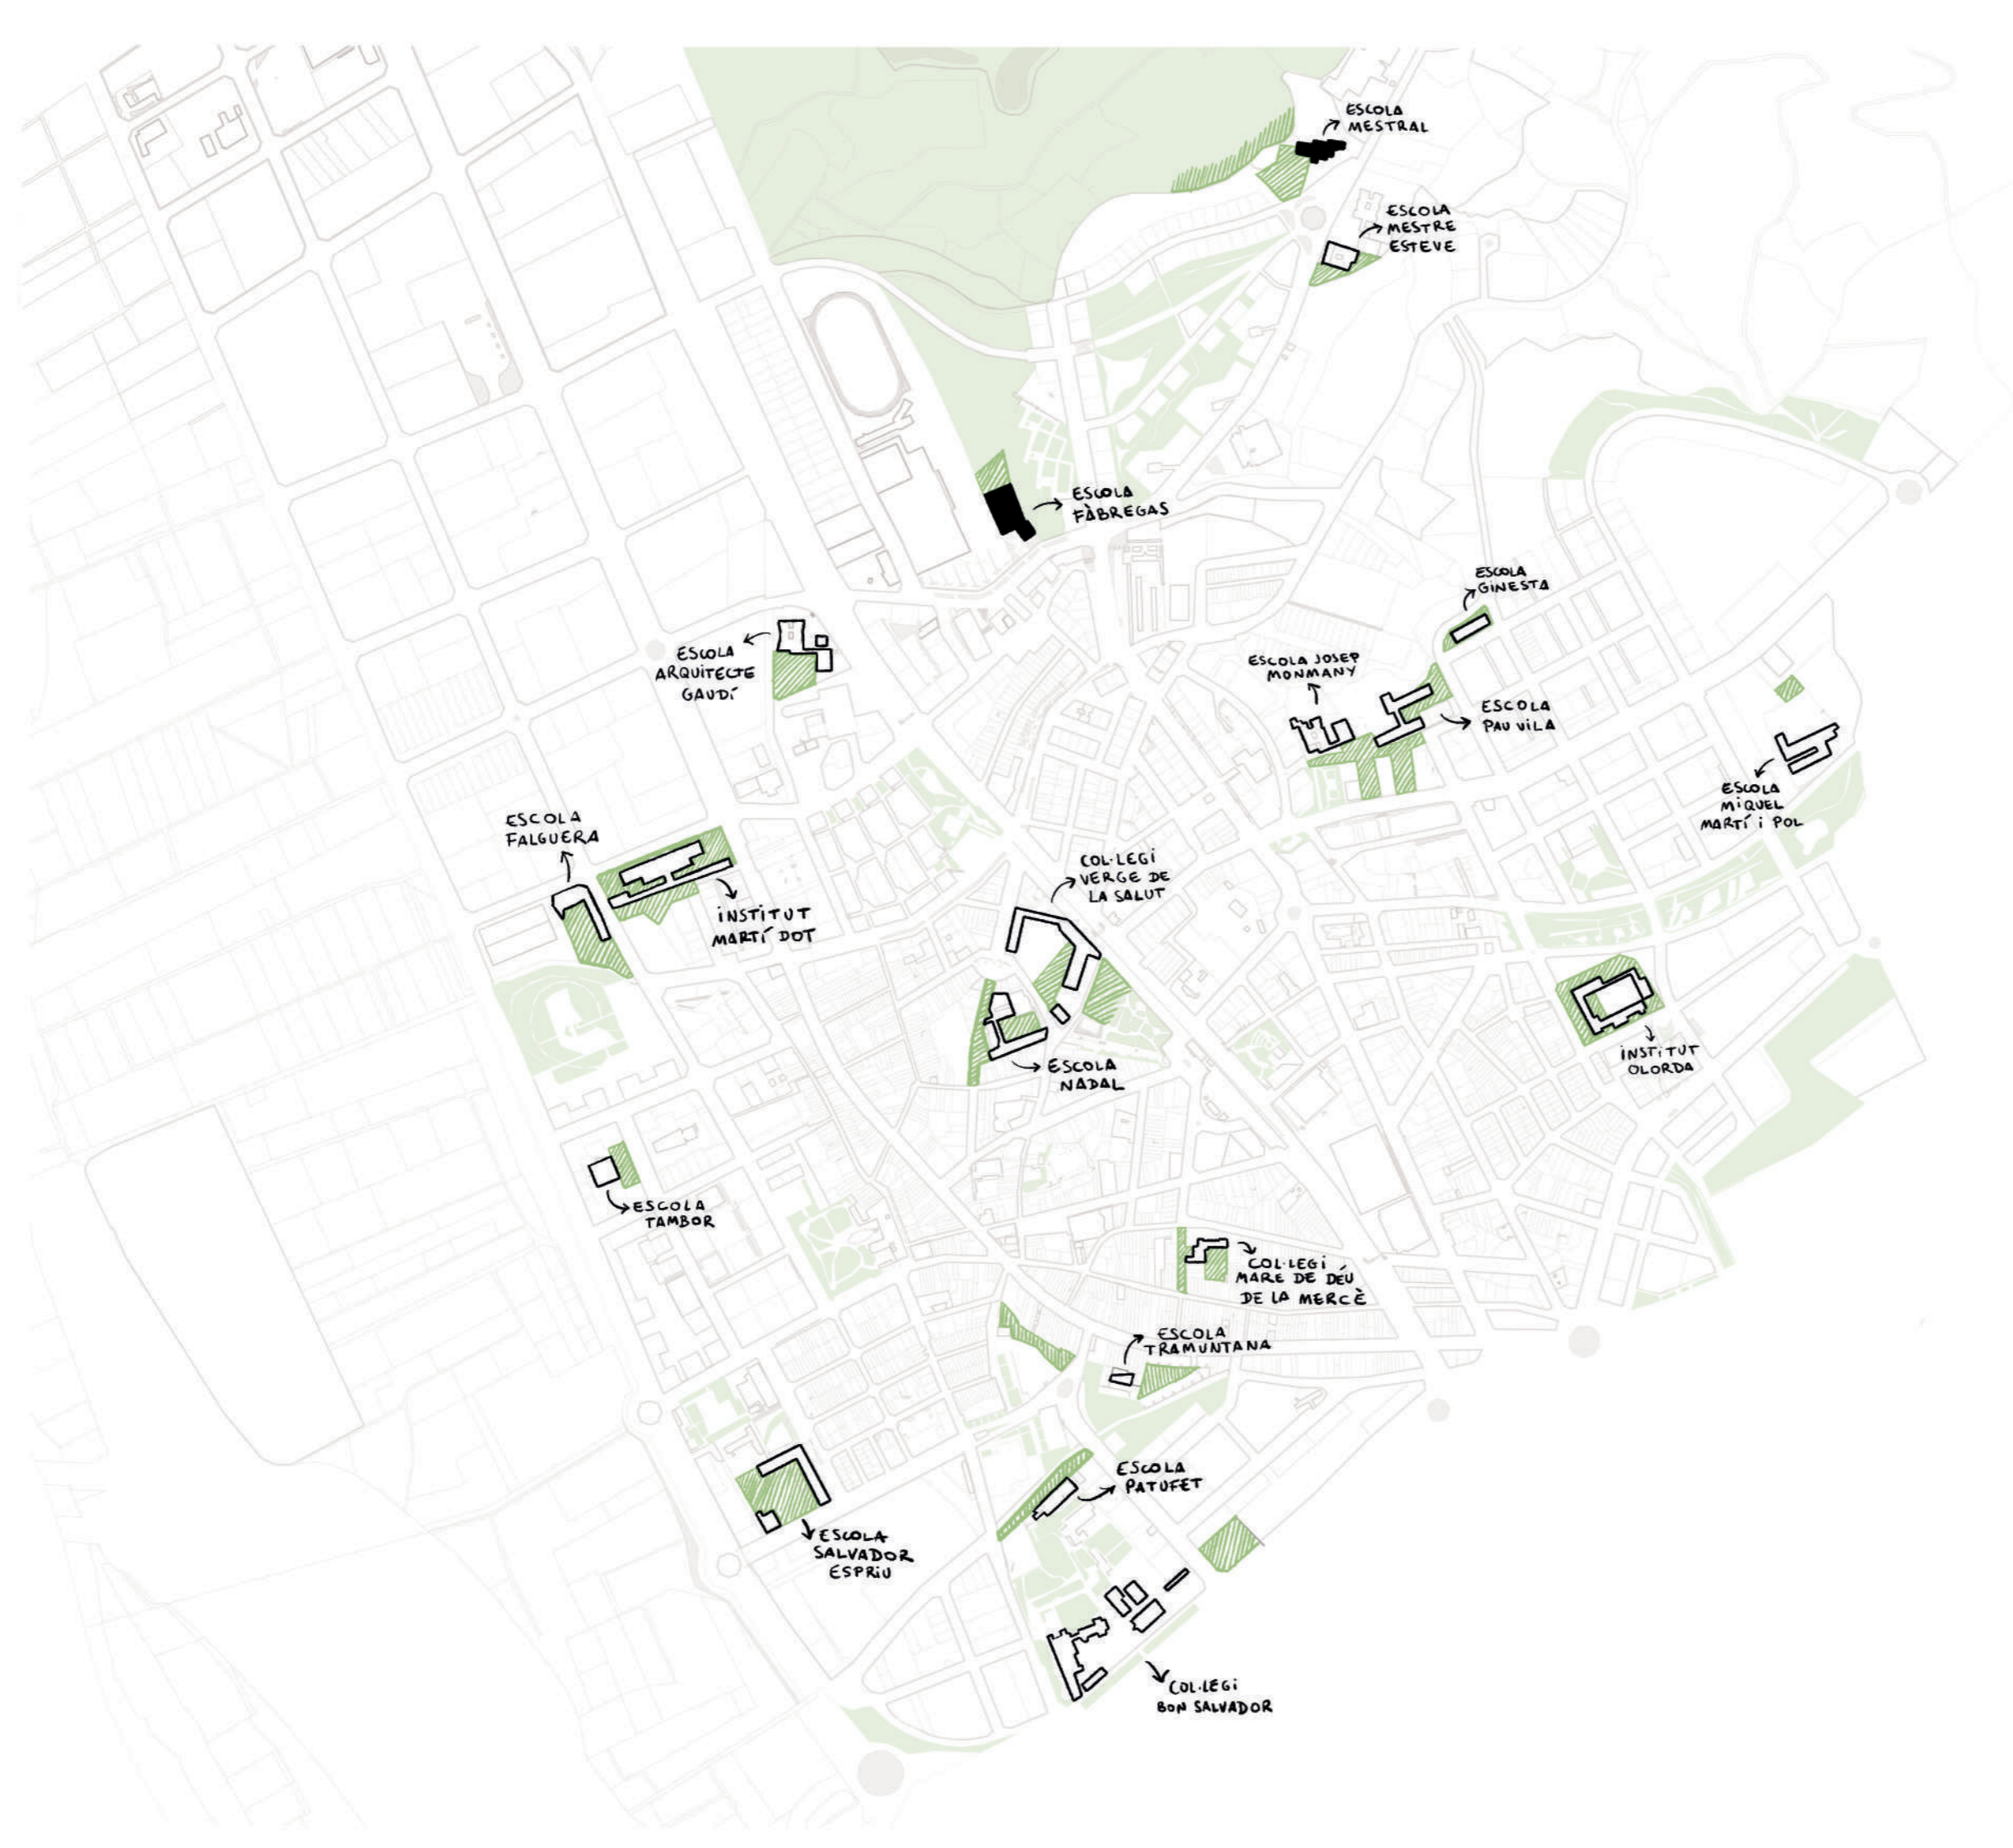 ESCOLA
MESTRAL
ESCOLA
MESTRE
ESTEVE
ESCOLA
FÀBREGAS
ESCOLA
GINESTA
ESCOLA
ARQUITECTE
GAUDÍ
ESCOLA JOSEP
MONMANY
ESCOLA
PAU VILA
ESCOLA
MIQUEL
MARTÍ I POL
ESCOLA
FALGUERA
INSTITUT
MARTÍ DOT
COL·LEGI
VERGE DE
LA SALUT
ESCOLA
NADAL
INSTITUT
OLORDA
ESCOLA
TAMBOR
COL·LEGI
MARE DE DÉU
DE LA MERCÈ
ESCOLA
TRAMUNTANA
ESCOLA
PATUFET
ESCOLA
SALVADOR
ESPRIU
COL·LEGI
BON SALVADOR